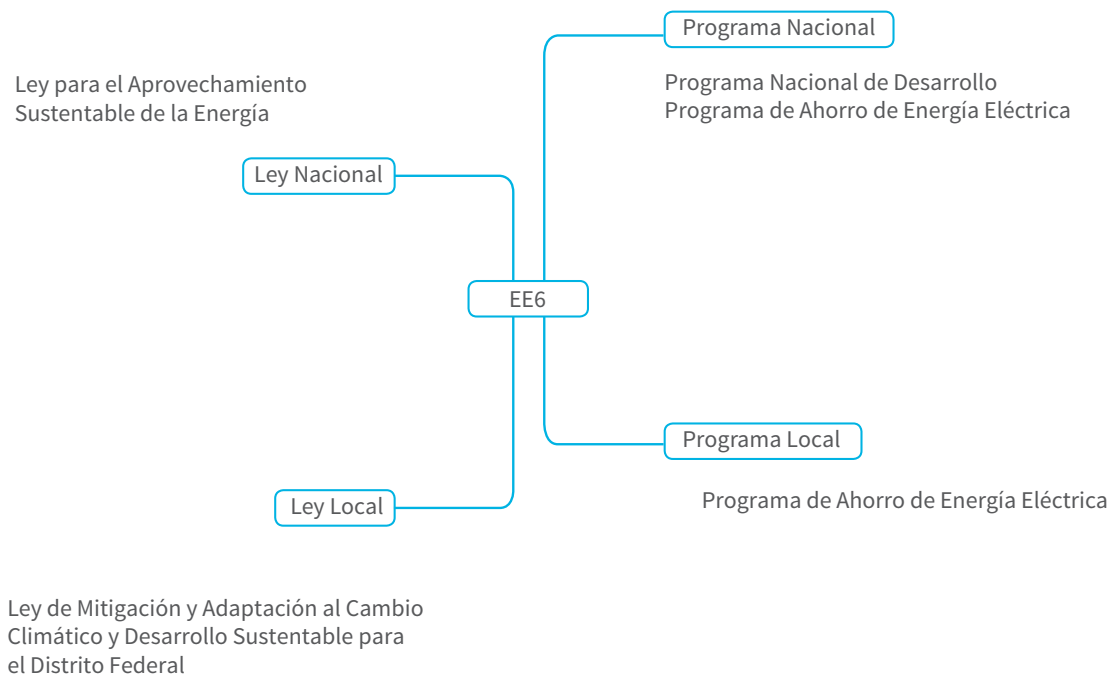 Programa Nacional
Programa Nacional de Desarrollo
Programa de Ahorro de Energía Eléctrica
Ley para el Aprovechamiento
Sustentable de la Energía
Ley Nacional
EE6
Programa Local
Programa de Ahorro de Energía Eléctrica
Ley Local
Ley de Mitigación y Adaptación al Cambio
Climático y Desarrollo Sustentable para
el Distrito Federal